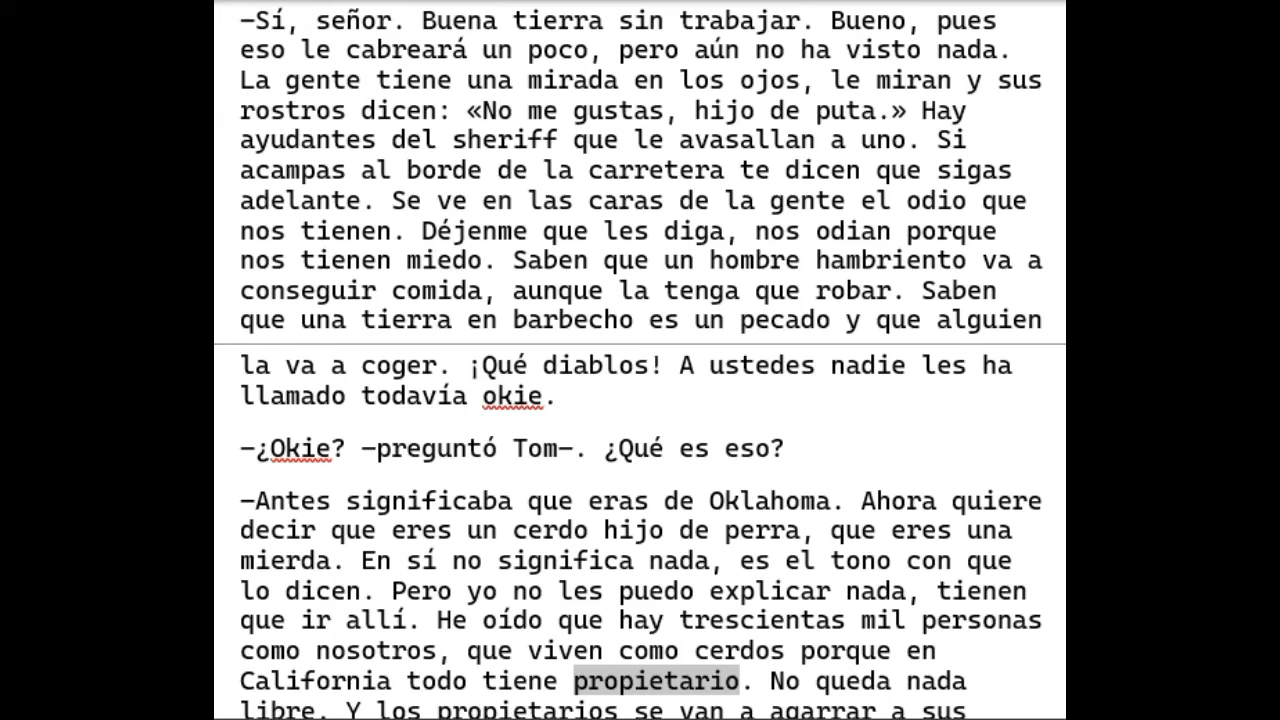 —Sí, señor. Buena tierra sin trabajar. Bueno, pues
eso le cabreará un poco, pero aún no ha visto nada.
La gente tiene una mirada en los ojos, le miran y sus
rostros dicen: «No me gustas, hijo de puta.» Hay
ayudantes del sheriff que le avasallan a uno. Si
acampas al borde de la carretera te dicen que sigas
adelante. Se ve en las caras de la gente el odio que
nos tienen. Déjenme que les diga, nos odian porque
nos tienen miedo. Saben que un hombre hambriento va a
conseguir comida, aunque la tenga que robar. Saben
que una tierra en barbecho es un pecado y que alguien
la va a coger. ¡Qué diablos! A ustedes nadie les ha
llamado todavía okie.
—¿Okie? —preguntó Tom—. ¿Qué es eso?
—Antes significaba que eras de Oklahoma. Ahora quiere
decir que eres un cerdo hijo de perra, que eres una
mierda. En sí no significa nada, es el tono con que
lo dicen. Pero yo no les puedo explicar nada, tienen
que ir allí. He oído que hay trescientas mil personas
como nosotros, que viven como cerdos porque en
California todo tiene propietario. No queda nada
libre. Y los propietarios se van a agarrar a sus